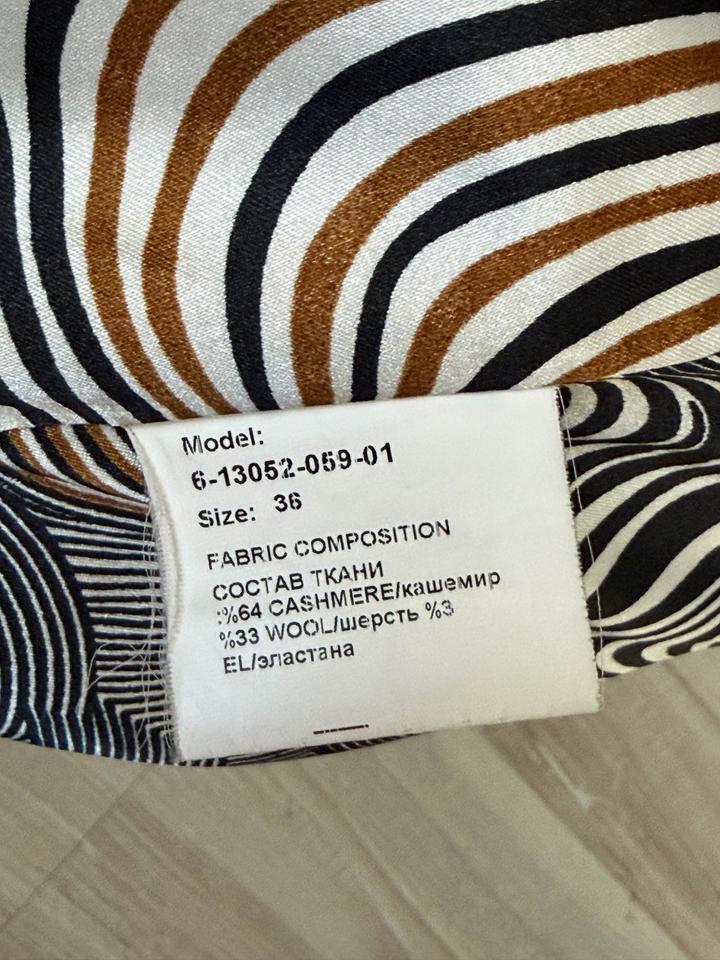 Model:
6-13052-059-01
Size: 36
FABRIC COMPOSITION
СОСТАВ ТКАНИ
:%64 CASHMERE/кашемир
%33 WOOL/шерсть %3
EL/эластана